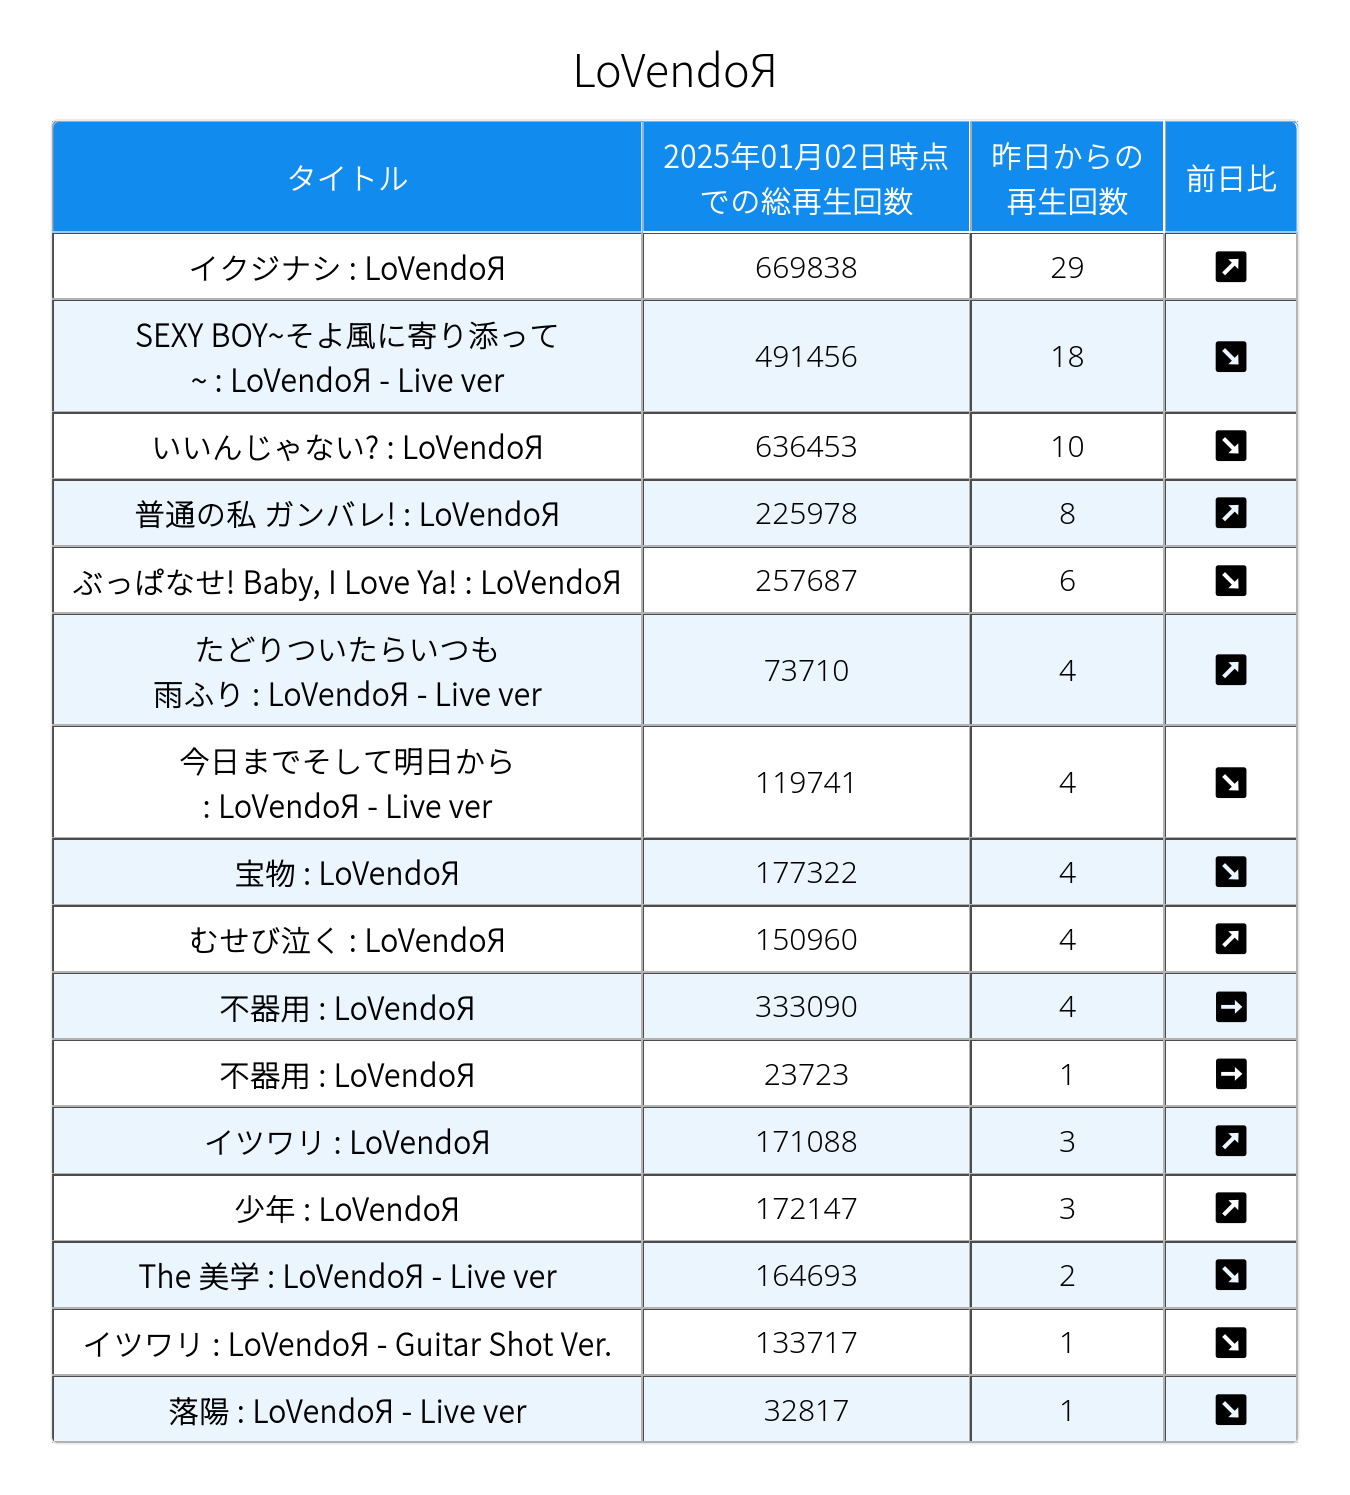 LoVendoЯ
タイトル
2025年01月02日時点
での総再生回数
昨日からの
再生回数
前日比
イクジナシ : LoVendoЯ
669838
29
SEXY BOY~そよ風に寄り添って
~ : LoVendoЯ - Live ver
491456
18
いいんじゃない? : LoVendoЯ
636453
10
普通の私 ガンバレ! : LoVendoЯ
225978
8
ぶっぱなせ! Baby, I Love Ya! : LoVendoЯ
257687
6
たどりついたらいつも
雨ふり : LoVendoЯ - Live ver
73710
4
今日までそして明日から
: LoVendoЯ - Live ver
119741
4
宝物 : LoVendoЯ
177322
4
むせび泣く : LoVendoЯ
150960
4
不器用 : LoVendoЯ
333090
4
不器用 : LoVendoЯ
23723
1
イツワリ : LoVendoЯ
171088
3
少年 : LoVendoЯ
172147
3
The 美学 : LoVendoЯ - Live ver
164693
2
イツワリ : LoVendoЯ - Guitar Shot Ver.
133717
1
落陽 : LoVendoЯ - Live ver
32817
1